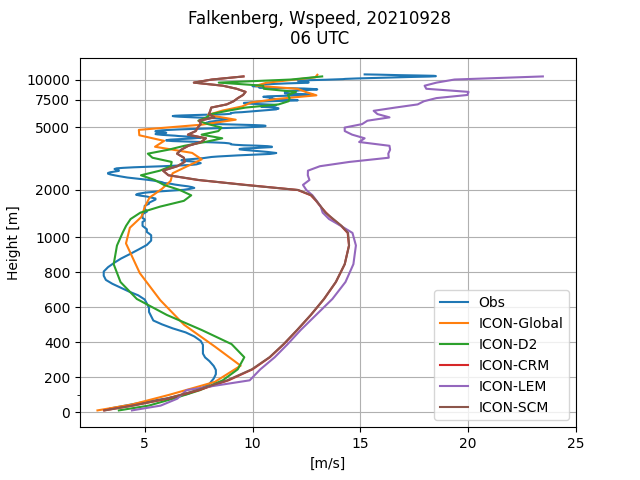 Falkenberg, Wspeed, 20210928
06 UTC
Height [m]
10000
7500
5000
2000
1000
800
600
400
200
0
5
10
15
20
25
[m/s]
Obs
ICON-Global
ICON-D2
ICON-CRM
ICON-LEM
ICON-SCM